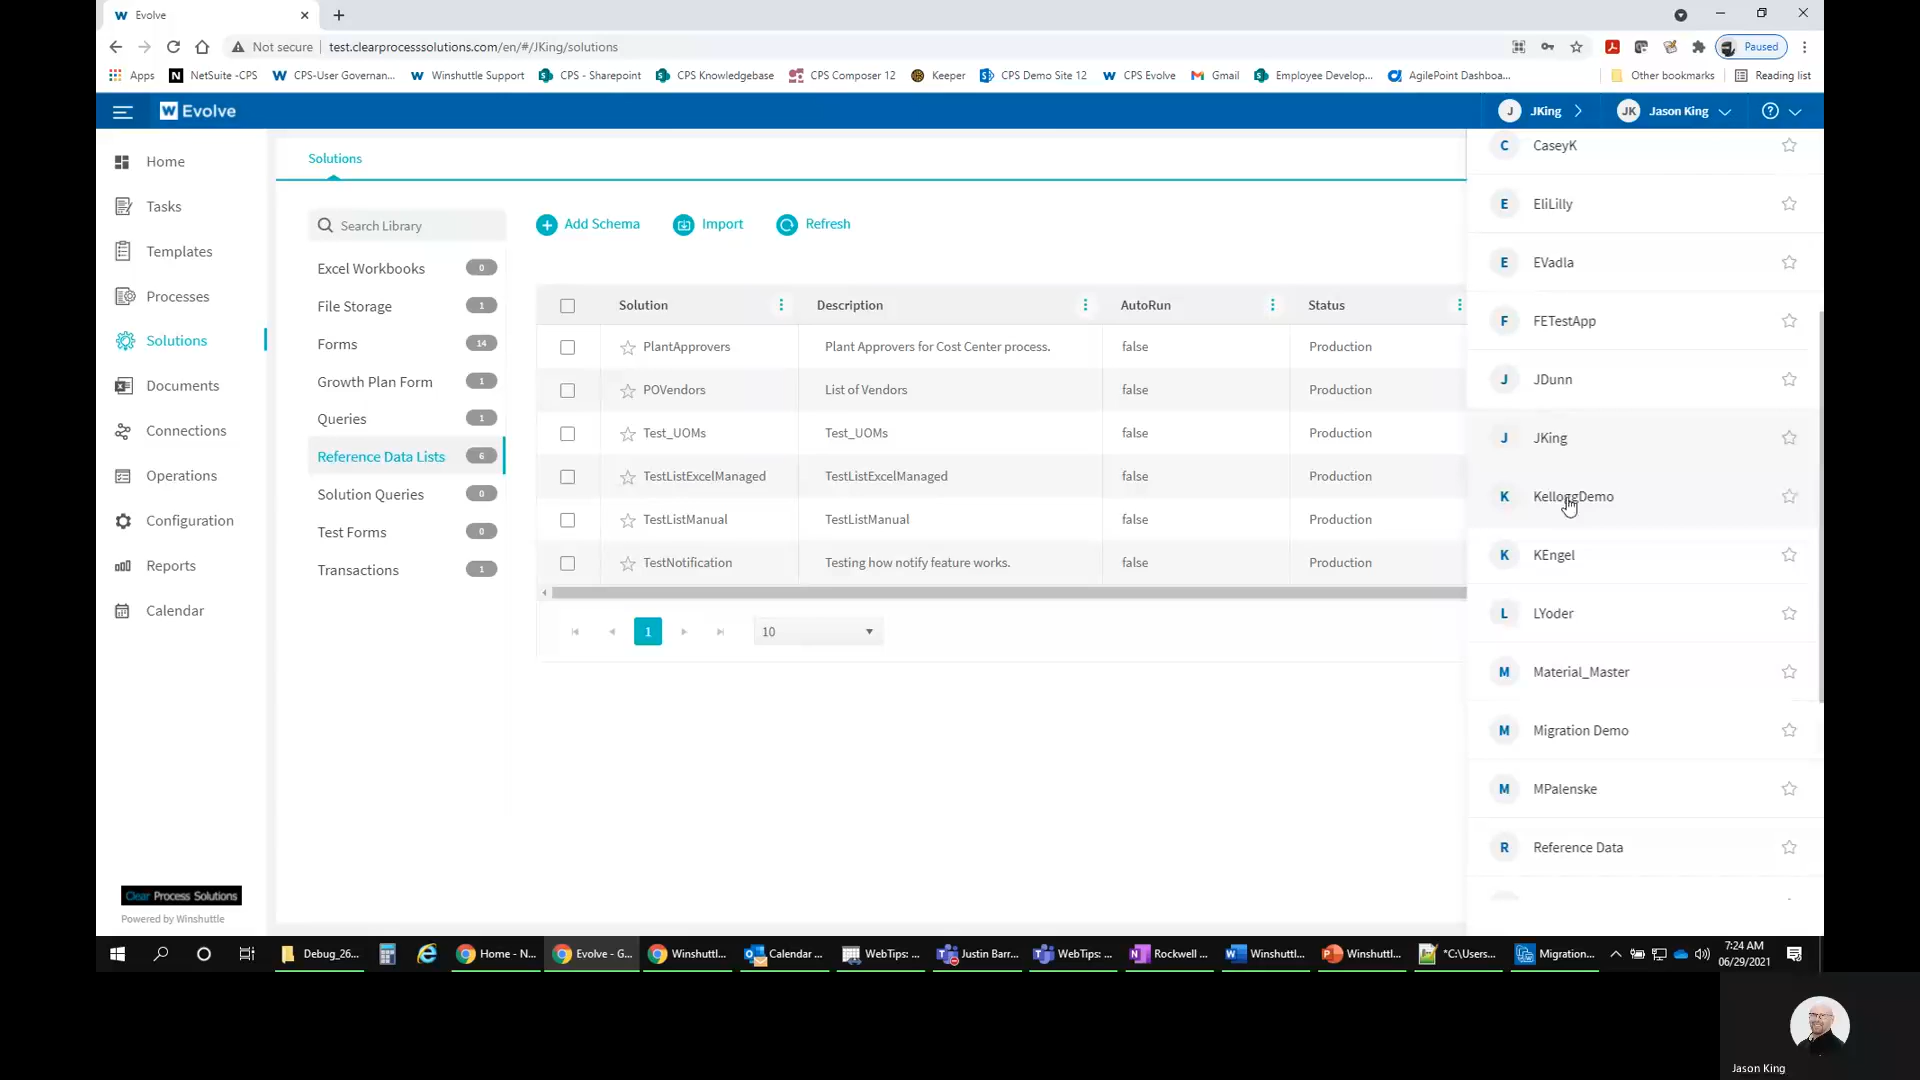 W Evolve
Not secure
test.clearprocesssolutions.com/en/#/JKing/solutions
Paused
Apps
N NetSuite -CPS
W CPS-User Governan...
W Winshuttle Support
CPS - Sharepoint
CPS Knowledgebase
CPS Composer 12
Keeper
CPS Demo Site 12
W CPS Evolve
Gmail
Employee Develop...
AgilePoint Dashboa...
Other bookmarks
Reading list
W Evolve
J JKing
JK Jason King
Home
Tasks
Templates
Processes
Solutions
Documents
Connections
Operations
Configuration
Reports
Calendar
Clear Process Solutions
Powered by Winshuttle
Solutions
Search Library
Excel Workbooks 0
File Storage 1
Forms 14
Growth Plan Form 1
Queries 1
Reference Data Lists 6
Solution Queries 0
Test Forms 0
Transactions 1
Add Schema
Import
Refresh
Solution Description AutoRun Status
PlantApprovers Plant Approvers for Cost Center process. false Production
POVendors List of Vendors false Production
Test_UOMs Test_UOMs false Production
TestListExcelManaged TestListExcelManaged false Production
TestListManual TestListManual false Production
TestNotification Testing how notify feature works. false Production
1
10
C CaseyK
E EliLilly
E EVadla
F FETestApp
J JDunn
J JKing
K KelloggDemo
K KEngel
L LYoder
M Material_Master
M Migration Demo
M MPalenske
R Reference Data
Debug_26...
Home - N...
Evolve - G...
Winshuttl...
Calendar ...
WebTips: ...
Justin Barr...
WebTips: ...
Rockwell ...
Winshuttl...
Winshuttl...
*C:\Users...
Migration...
7:24 AM
06/29/2021
Jason King